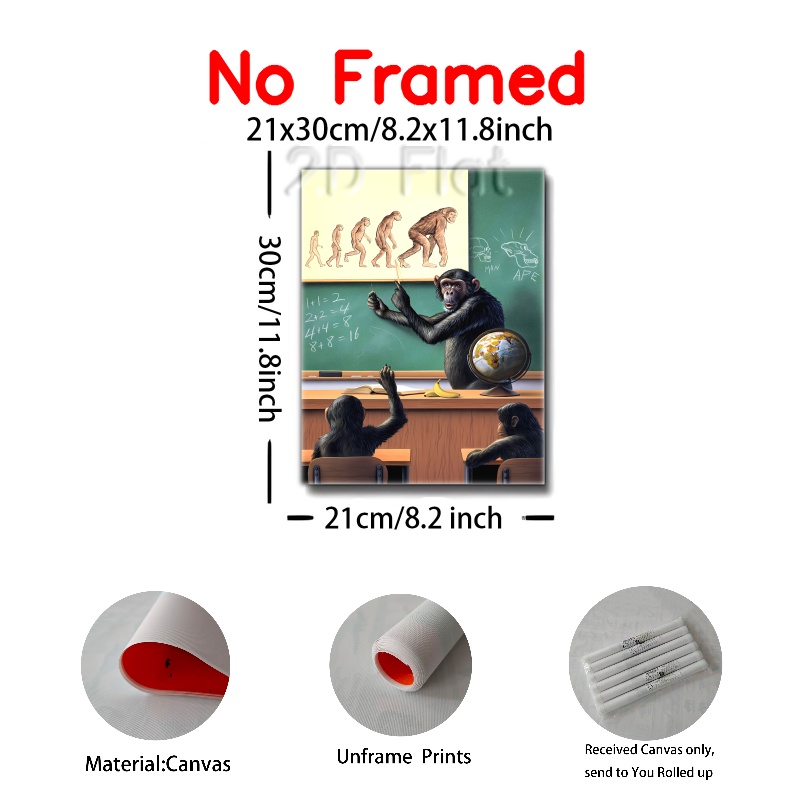 No Framed
21x30cm/8.2x11.8inch
2D Flat
30cm/11.8inch
MAN
APE
1+1=2
2+2=4
4+4=8
8+8=16
21cm/8.2 inch
Material:Canvas
Unframe Prints
Received Canvas only,
send to You Rolled up